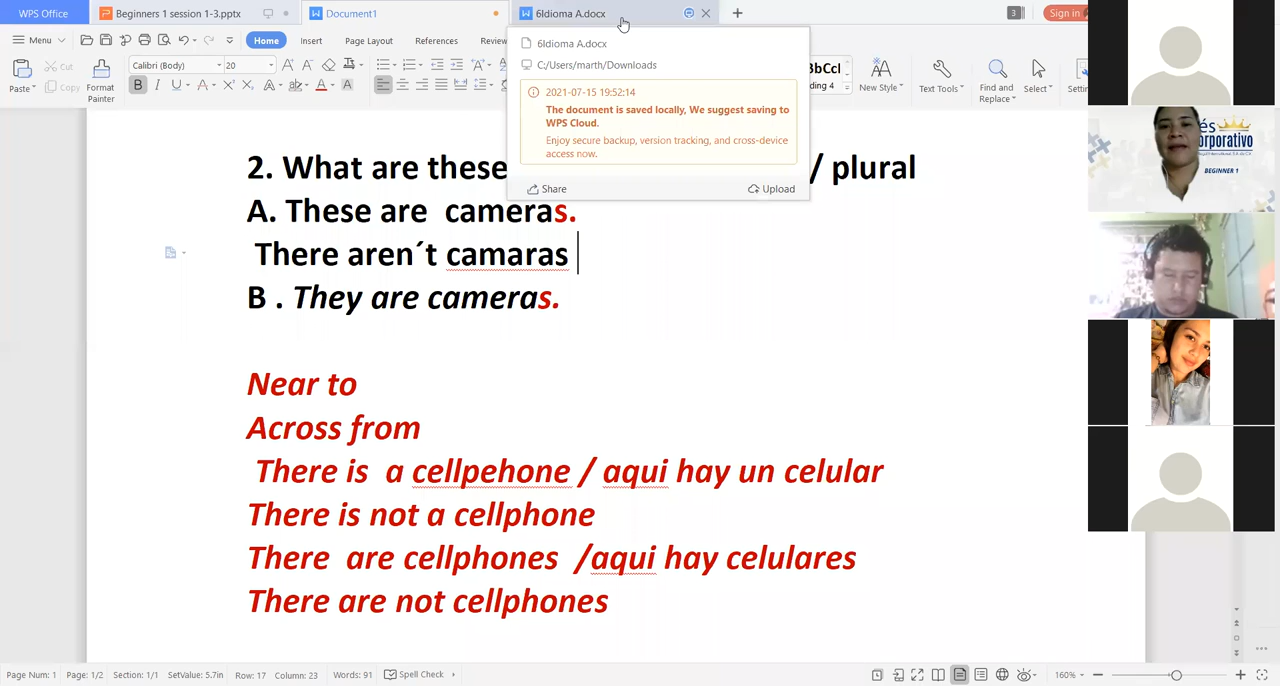 WPS Office Beginners 1 session 1-3.pptx Document1 6Idioma A.docx 3 Sign in
Menu Home Insert Page Layout References Review
6Idioma A.docx
C:/Users/marth/Downloads
2021-07-15 19:52:14
The document is saved locally, We suggest saving to
WPS Cloud.
Enjoy secure backup, version tracking, and cross-device
access now.
Share Upload
Paste Cut Copy Format Painter Calibri (Body) 20 New Style Text Tools Find and Replace Select
BEGINNER 1
2. What are these / plural
A. These are cameras.
There aren´t camaras
B . They are cameras.
Near to
Across from
There is a cellpehone / aqui hay un celular
There is not a cellphone
There are cellphones /aqui hay celulares
There are not cellphones
Page Num: 1 Page: 1/2 Section: 1/1 SetValue: 5.7in Row: 17 Column: 23 Words: 91 Spell Check 160%